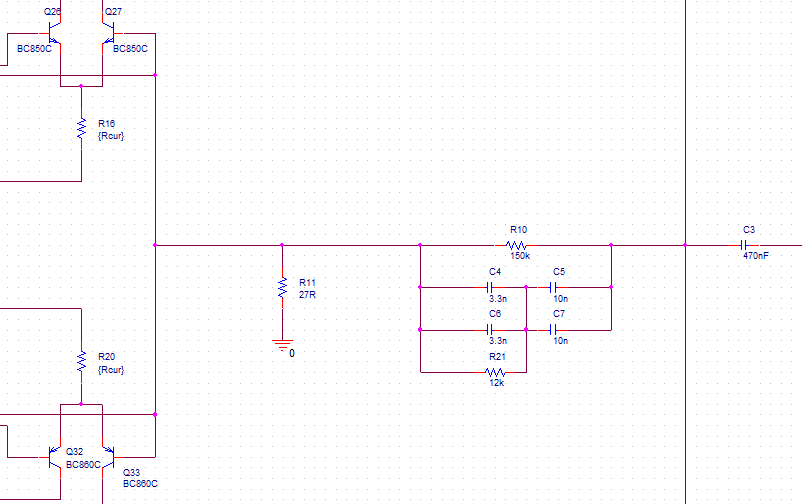 Q26
Q27
BC850C
BC850C
R16
{Rcur}
R10
150k
C3
470nF
C4
3.3n
C5
10n
R11
27R
C6
3.3n
C7
10n
0
R20
{Rcur}
R21
12k
Q32
BC860C
Q33
BC860C